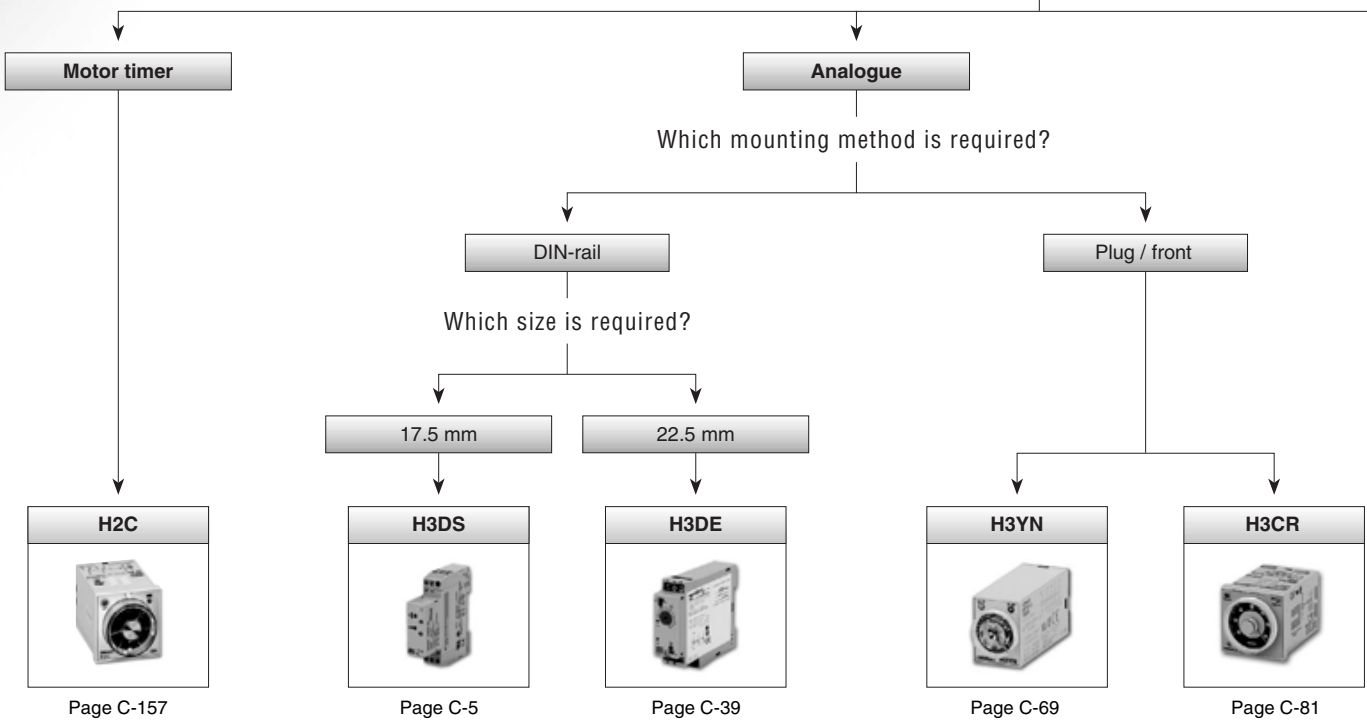 Motor timer
Analogue
Which mounting method is required?
DIN-rail
Plug / front
Which size is required?
17.5 mm
22.5 mm
H2C
H3DS
H3DE
H3YN
H3CR
Page C-157
Page C-5
Page C-39
Page C-69
Page C-81